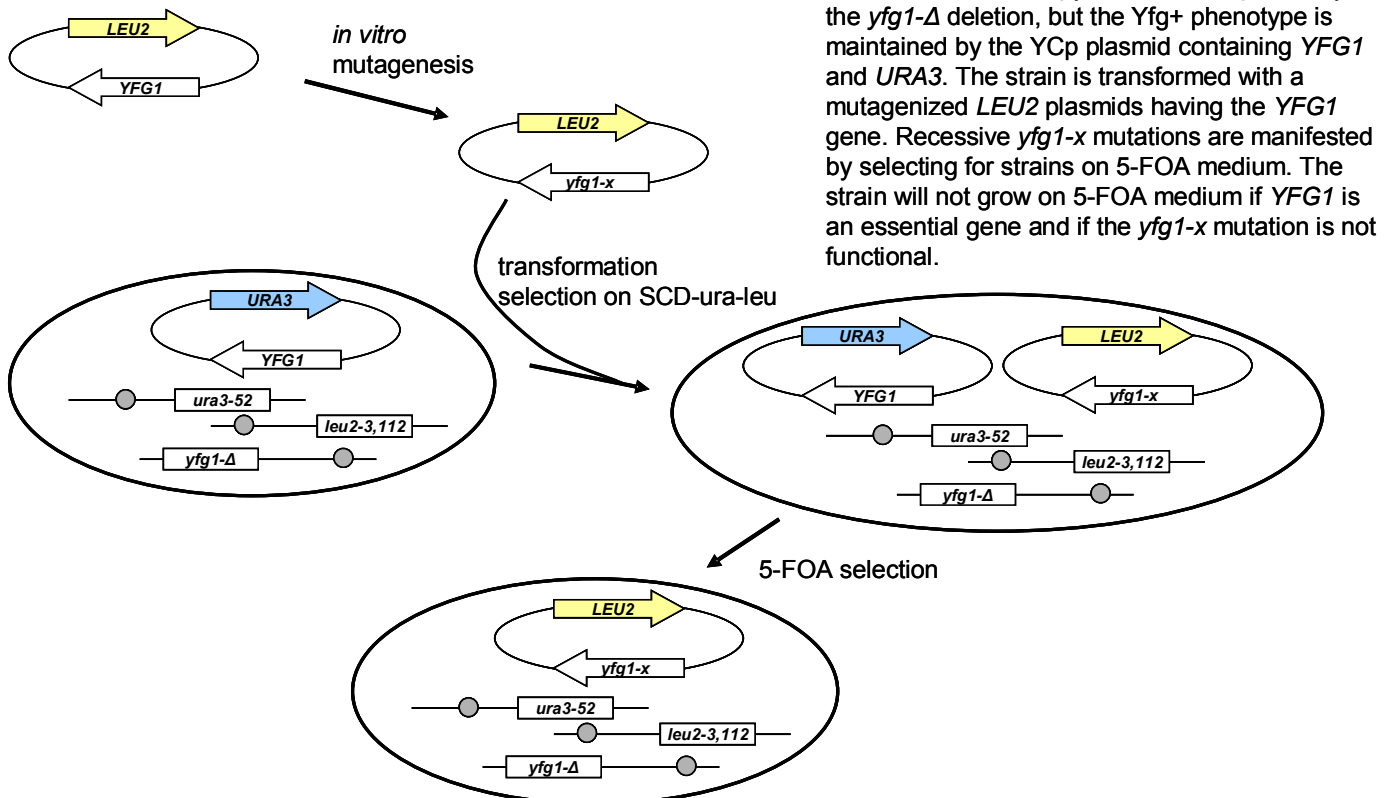 LEU2
YFG1
in vitro
mutagenesis
LEU2
yfg1-x
the yfg1-Δ deletion, but the Yfg+ phenotype is
maintained by the YCp plasmid containing YFG1
and URA3. The strain is transformed with a
mutagenized LEU2 plasmids having the YFG1
gene. Recessive yfg1-x mutations are manifested
by selecting for strains on 5-FOA medium. The
strain will not grow on 5-FOA medium if YFG1 is
an essential gene and if the yfg1-x mutation is not
functional.
transformation
selection on SCD-ura-leu
URA3
YFG1
ura3-52
leu2-3,112
yfg1-Δ
URA3
LEU2
YFG1
yfg1-x
ura3-52
leu2-3,112
yfg1-Δ
5-FOA selection
LEU2
yfg1-x
ura3-52
leu2-3,112
yfg1-Δ